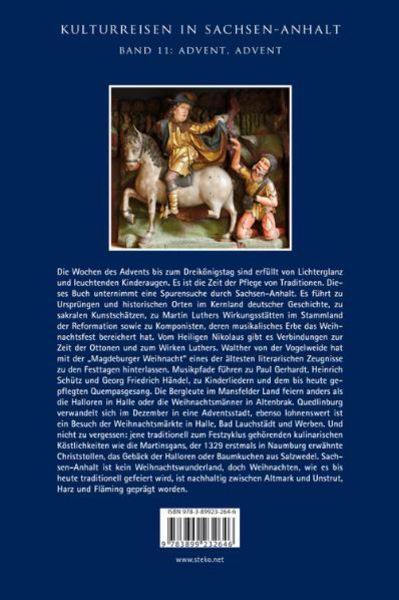 KULTURREISEN IN SACHSEN-ANHALT
BAND 11: ADVENT, ADVENT
Die Wochen des Advents bis zum Dreikönigstag sind erfüllt von Lichterglanz
und leuchtenden Kinderaugen. Es ist die Zeit der Pflege von Traditionen. Die-
ses Buch unternimmt eine Spurensuche durch Sachsen-Anhalt. Es führt zu
Ursprüngen und historischen Orten im Kernland deutscher Geschichte, zu
sakralen Kunstschätzen, zu Martin Luthers Wirkungsstätten im Stammland
der Reformation sowie zu Komponisten, deren musikalisches Erbe das Weih-
nachtsfest bereichert hat. Vom Heiligen Nikolaus gibt es Verbindungen zur
Zeit der Ottonen und zum Wirken Luthers. Walther von der Vogelweide hat
mit der „Magdeburger Weihnacht" eines der ältesten literarischen Zeugnisse
zu den Festtagen hinterlassen. Musikpfade führen zu Paul Gerhardt, Heinrich
Schütz und Georg Friedrich Händel, zu Kinderliedern und dem bis heute ge-
pflegten Quempasgesang. Die Bergleute im Mansfelder Land feiern anders als
die Halloren in Halle oder die Weihnachtsmänner in Altenbrak. Quedlinburg
verwandelt sich im Dezember in eine Adventsstadt, ebenso lohnenswert ist
ein Besuch der Weihnachtsmärkte in Halle, Bad Lauchstädt und Werben. Und
nicht zu vergessen: jene traditionell zum Festzyklus gehörenden kulinarischen
Köstlichkeiten wie die Martinsgans, der 1329 erstmals in Naumburg erwähnte
Christstollen, das Gebäck der Halloren oder Baumkuchen aus Salzwedel. Sach-
sen-Anhalt ist kein Weihnachtswunderland, doch Weihnachten, wie es bis
heute traditionell gefeiert wird, ist nachhaltig zwischen Altmark und Unstrut,
Harz und Fläming geprägt worden.
ISBN 978-3-89923-264-6
9 783899 232646
www.steko.net